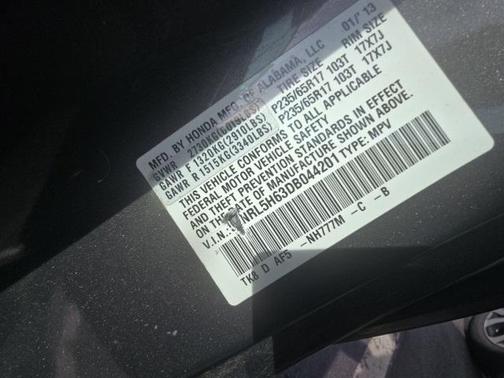 MFD. BY HONDA MFG. OF ALABAMA, LLC 01/ 13
GVWR 2730KG( TIRE SIZE RIM SIZE
GAWR F 1320KG(2910LBS) P235/65R17 103T 17X7J
GAWR R 1515KG(3340LBS) P235/65R17 103T 17X7J
THIS VEHICLE CONFORMS TO ALL APPLICABLE
FEDERAL MOTOR VEHICLE SAFETY
AND THEFT PREVENTION STANDARDS IN EFFECT
ON THE DATE OF MANUFACTURE SHOWN ABOVE.
V.I.N.: NRL5H63DB044201 TYPE: MPV
TK8 D AF5 -NH777M -C -B